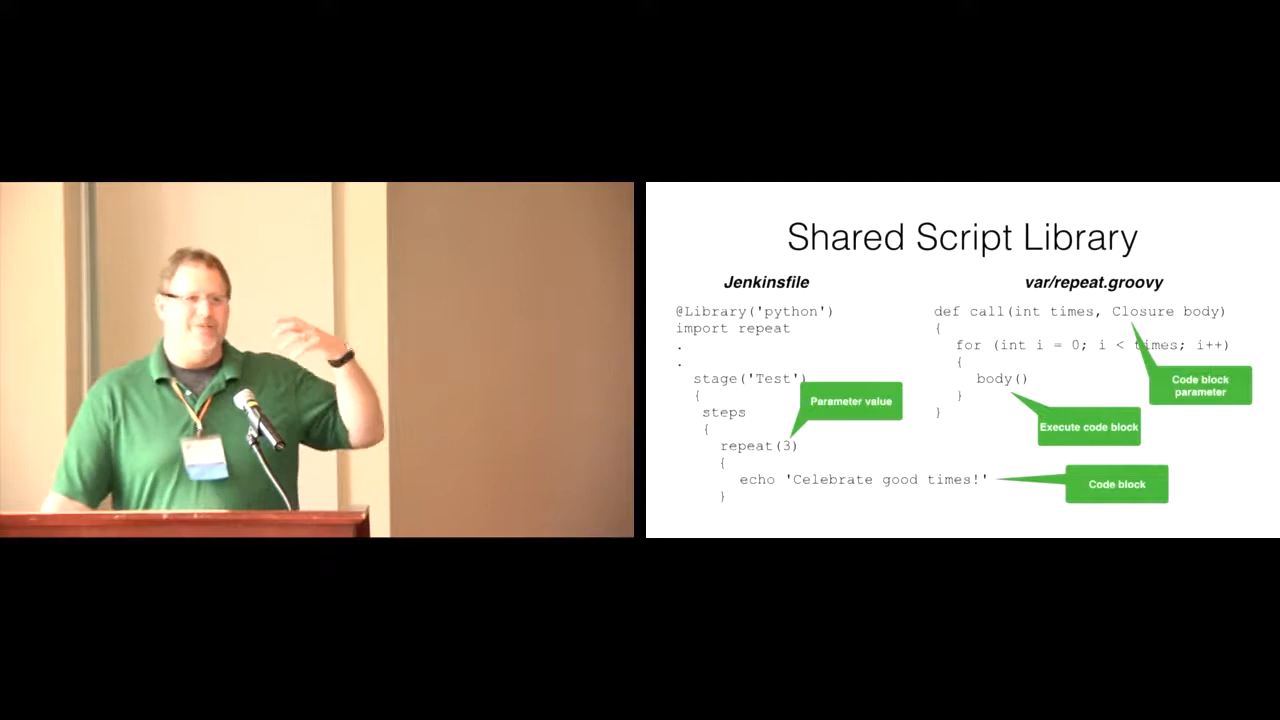 Shared Script Library
Jenkinsfile
@Library('python')
import repeat
.
.
stage('Test')
{
steps
{
repeat(3)
{
echo 'Celebrate good times!'
}
Parameter value
var/repeat.groovy
def call(int times, Closure body)
{
for (int i = 0; i < times; i++)
{
body()
}
}
Code block
parameter
Execute code block
Code block